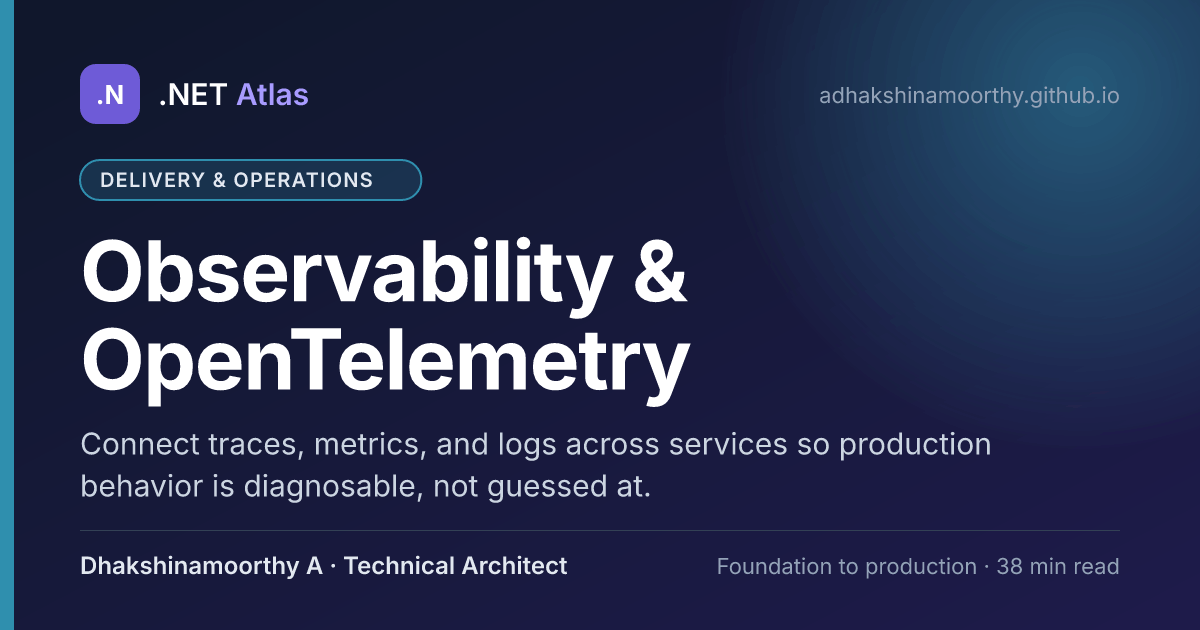 .N .NET Atlas
adhakshinamoorthy.github.io
DELIVERY & OPERATIONS
Observability &
OpenTelemetry
Connect traces, metrics, and logs across services so production
behavior is diagnosable, not guessed at.
Dhakshinamoorthy A · Technical Architect
Foundation to production · 38 min read